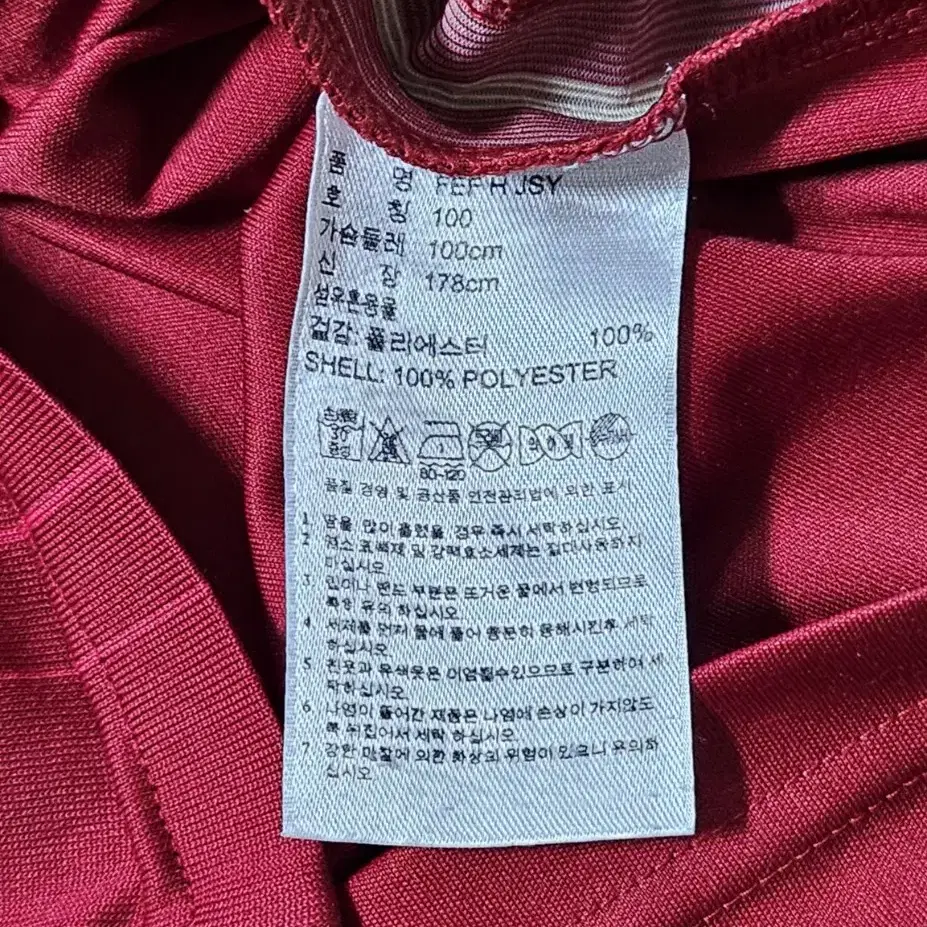 품 명 FEF H JSY
호 칭 100
가슴둘레 100cm
신 장 178cm
섬유혼용율
겉감: 폴리에스터 100%
SHELL: 100% POLYESTER
손세탁 30 중성
80-120
품질 경영 및 공산품 안전관리법에 의한 표시
1 땀을 많이 흘렸을 경우 즉시 세탁하십시오.
2 염소 표백제 및 강력효소세제는 절대사용하지
마십시오
3 프린이나 밴드 부분은 뜨거운 물에서 변형되므로
특히 유의 하십시오
4 세제를 먼저 물에 풀어 충분히 용해시킨후 세탁
하십시오
5 흰옷과 유색옷은 이염될수있으므로 구분하여 세
탁하십시오
6 나염이 들어간 제품은 나염에 손상이 가지않도
록 뒤집어서 세탁 하십시오
7 강한 마찰에 의한 화상의 위험이 있으니 유의하
십시오